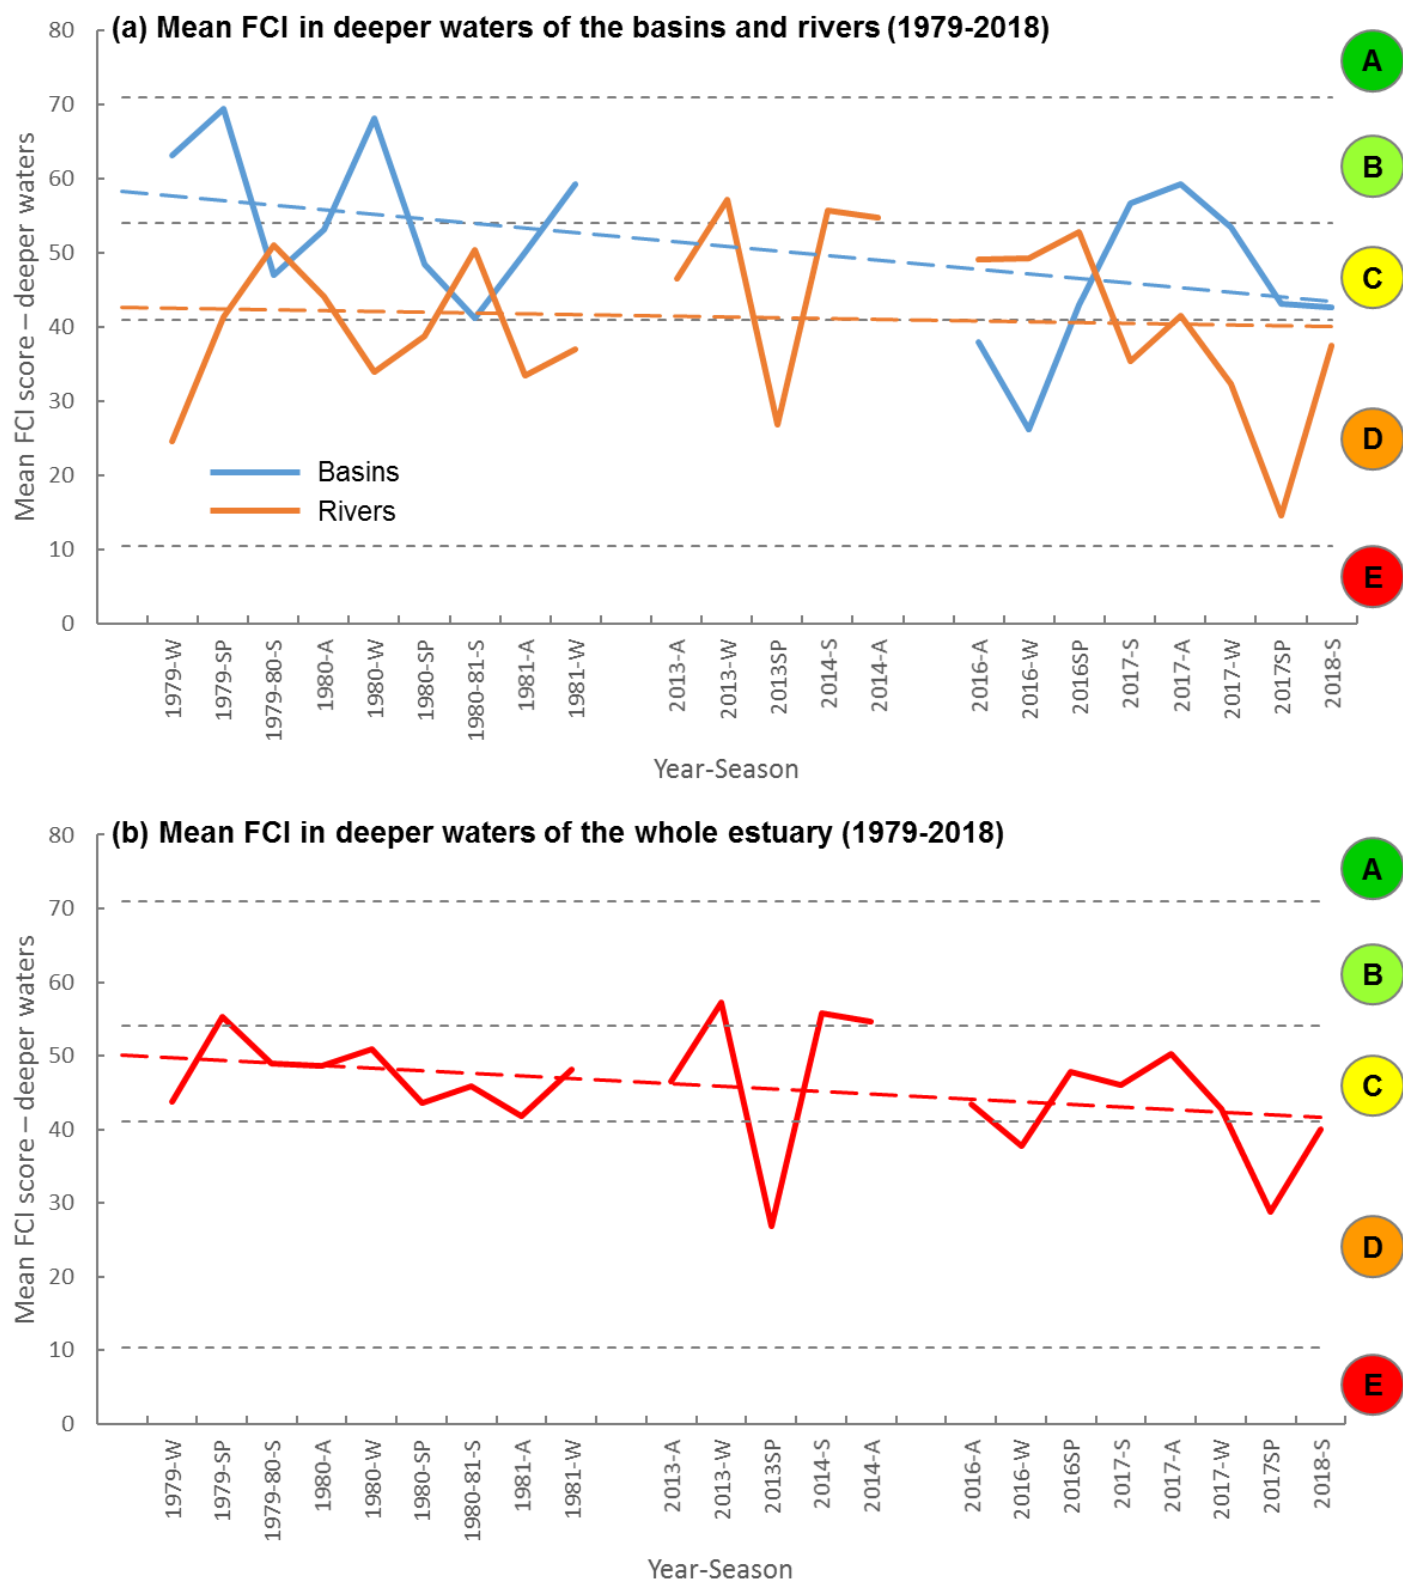 (a) Mean FCI in deeper waters of the basins and rivers (1979-2018)
Mean FCI score – deeper waters
80
70
60
50
40
30
20
10
0
A
B
C
D
E
Basins
Rivers
1979-W
1979-SP
1979-80-S
1980-A
1980-W
1980-SP
1980-81-S
1981-A
1981-W
2013-A
2013-W
2013SP
2014-S
2014-A
2016-A
2016-W
2016SP
2017-S
2017-A
2017-W
2017SP
2018-S
Year-Season
(b) Mean FCI in deeper waters of the whole estuary (1979-2018)
Mean FCI score – deeper waters
80
70
60
50
40
30
20
10
0
A
B
C
D
E
1979-W
1979-SP
1979-80-S
1980-A
1980-W
1980-SP
1980-81-S
1981-A
1981-W
2013-A
2013-W
2013SP
2014-S
2014-A
2016-A
2016-W
2016SP
2017-S
2017-A
2017-W
2017SP
2018-S
Year-Season